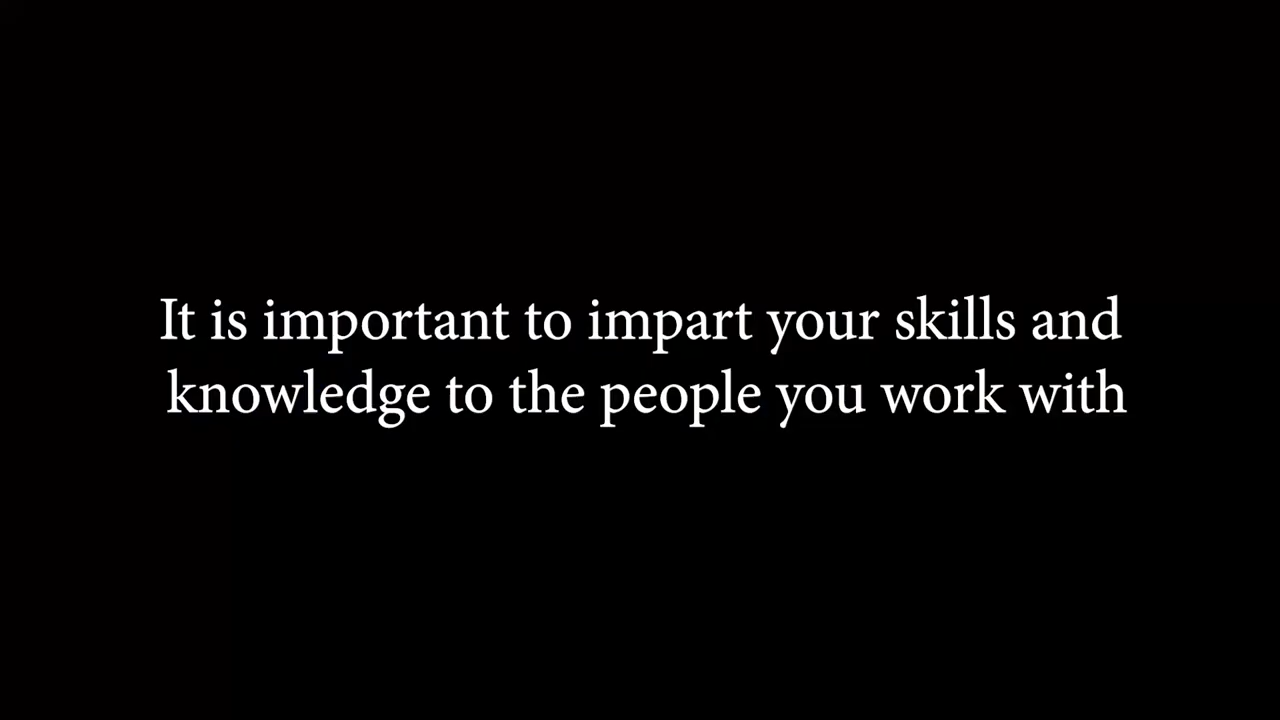 It is important to impart your skills and
knowledge to the people you work with